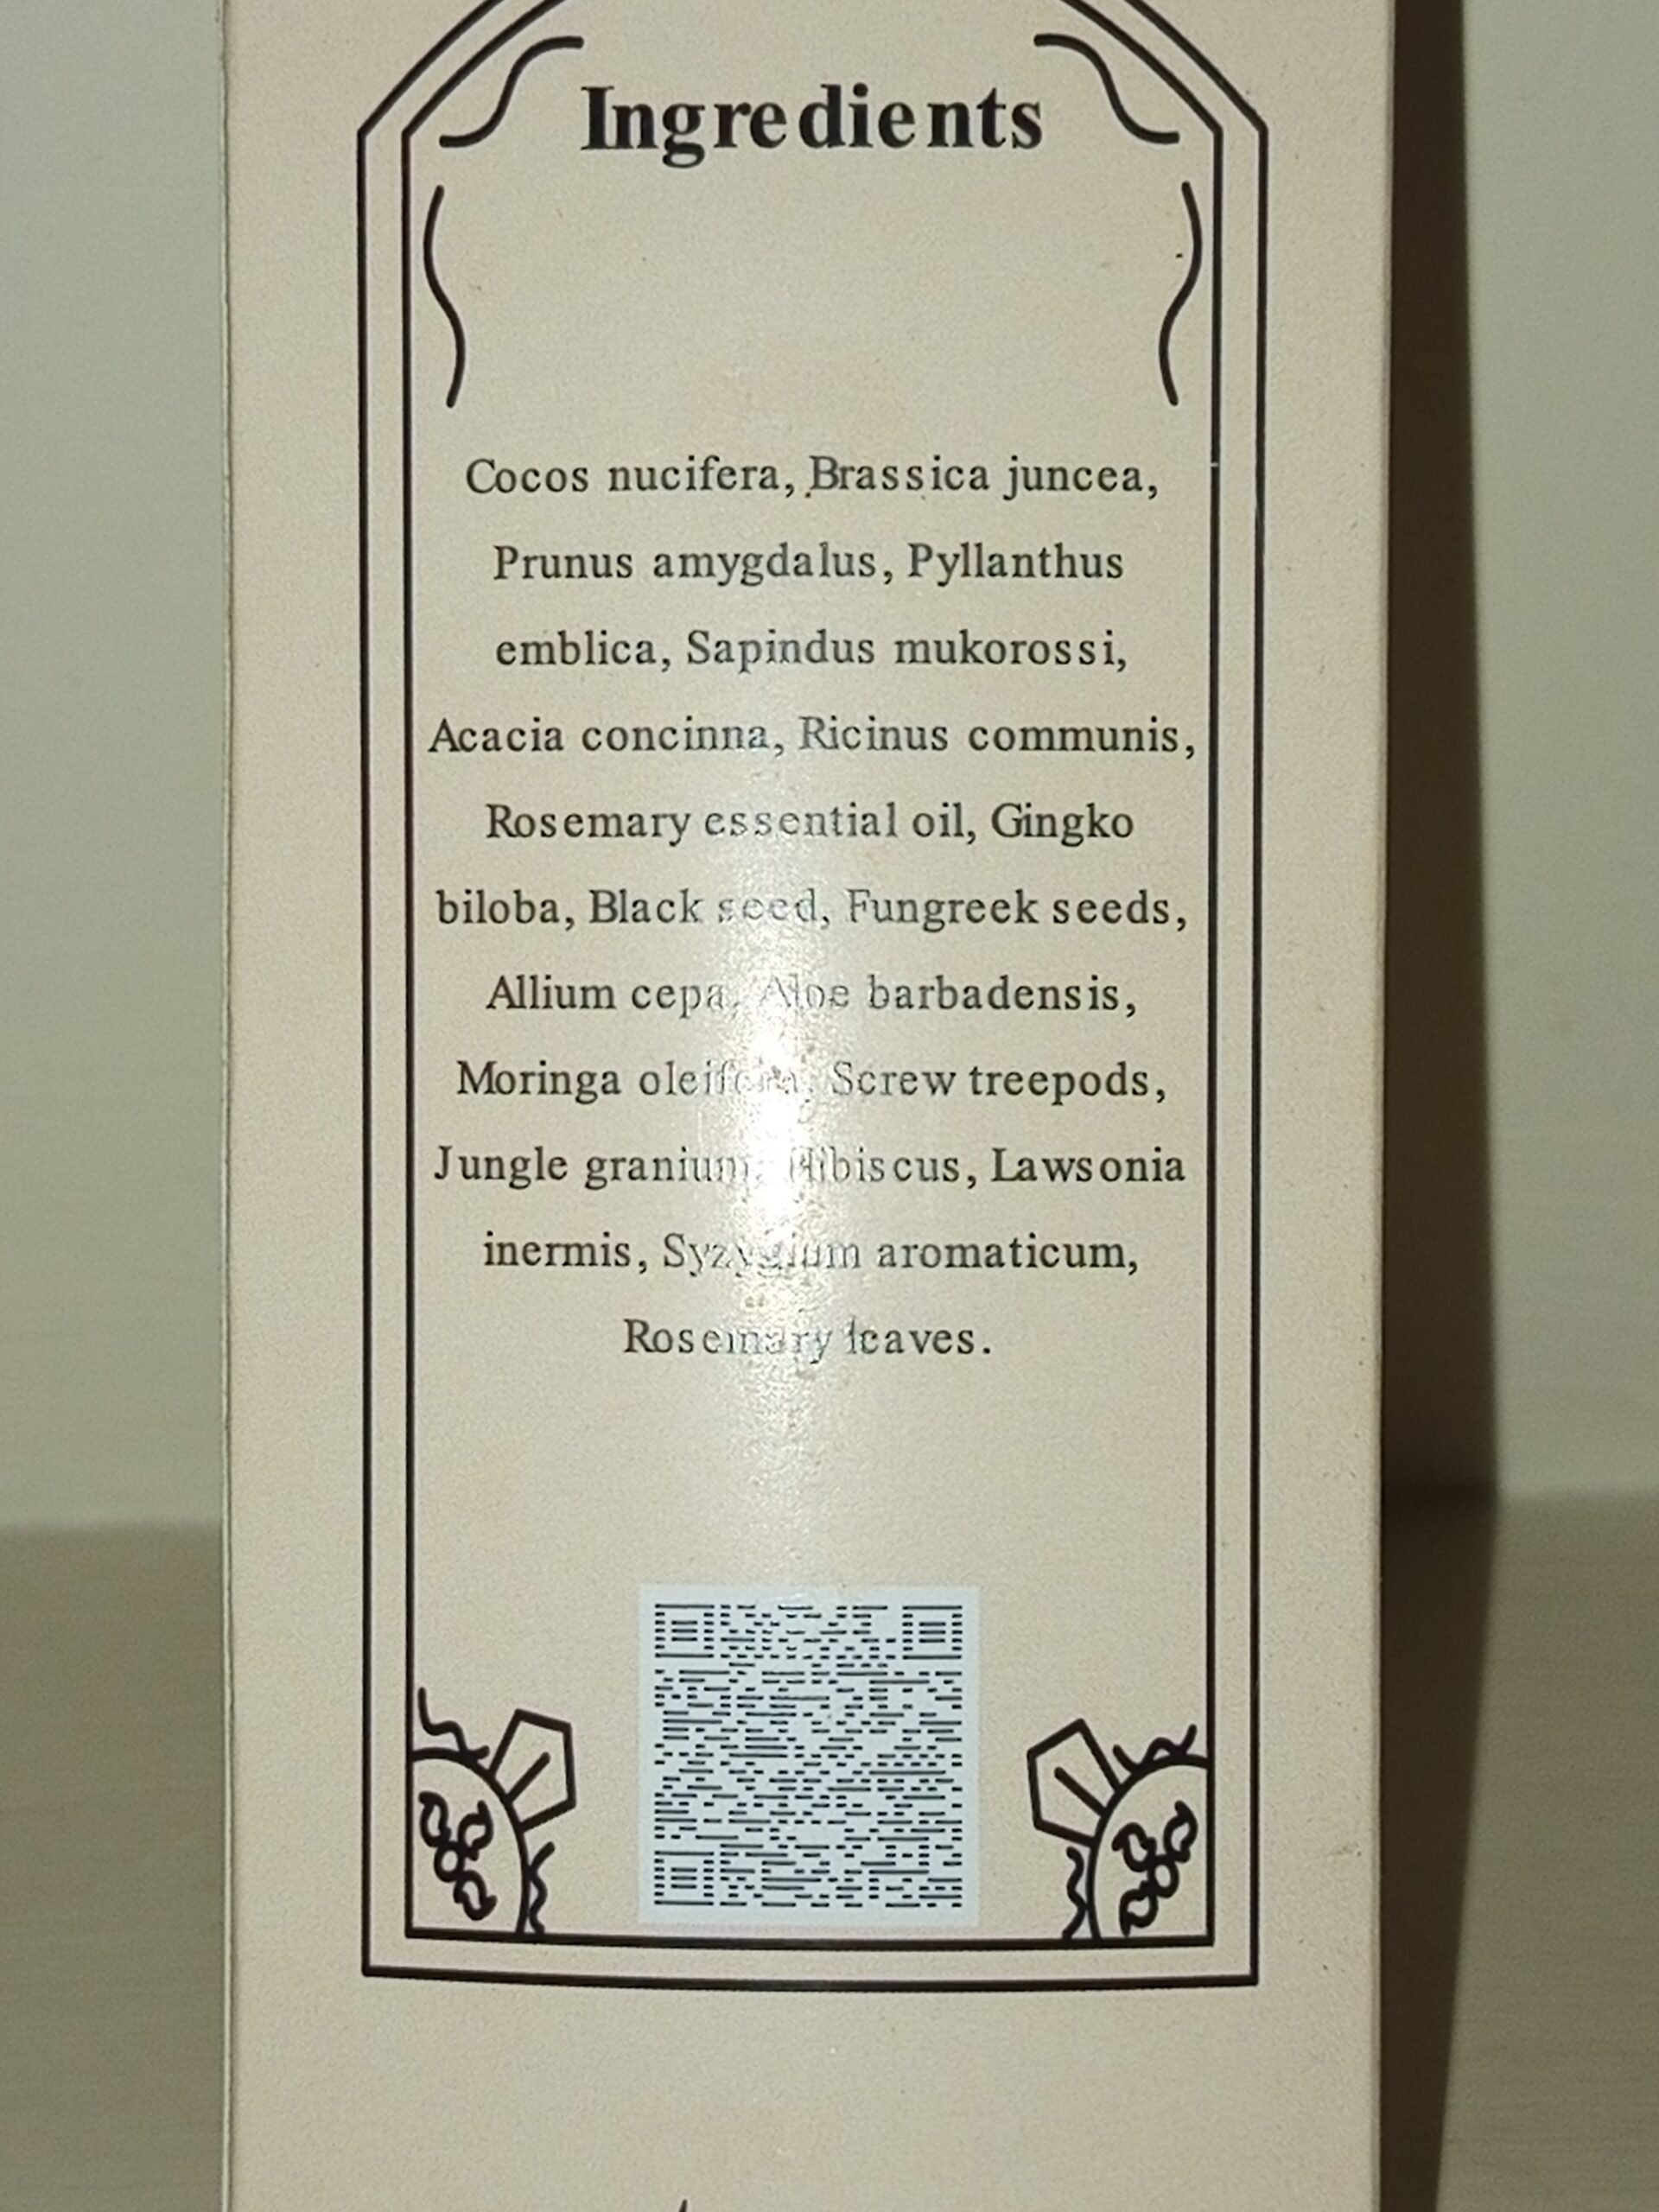 Ingredients
Cocos nucifera, Brassica juncea,
Prunus amygdalus, Pyllanthus
emblica, Sapindus mukorossi,
Acacia concinna, Ricinus communis,
Rosemary essential oil, Gingko
biloba, Black seed, Fungreek seeds,
Allium cepa, Aloe barbadensis,
Moringa oleifera, Screw treepods,
Jungle granium, Hibiscus, Lawsonia
inermis, Syzygium aromaticum,
Rosemary leaves.